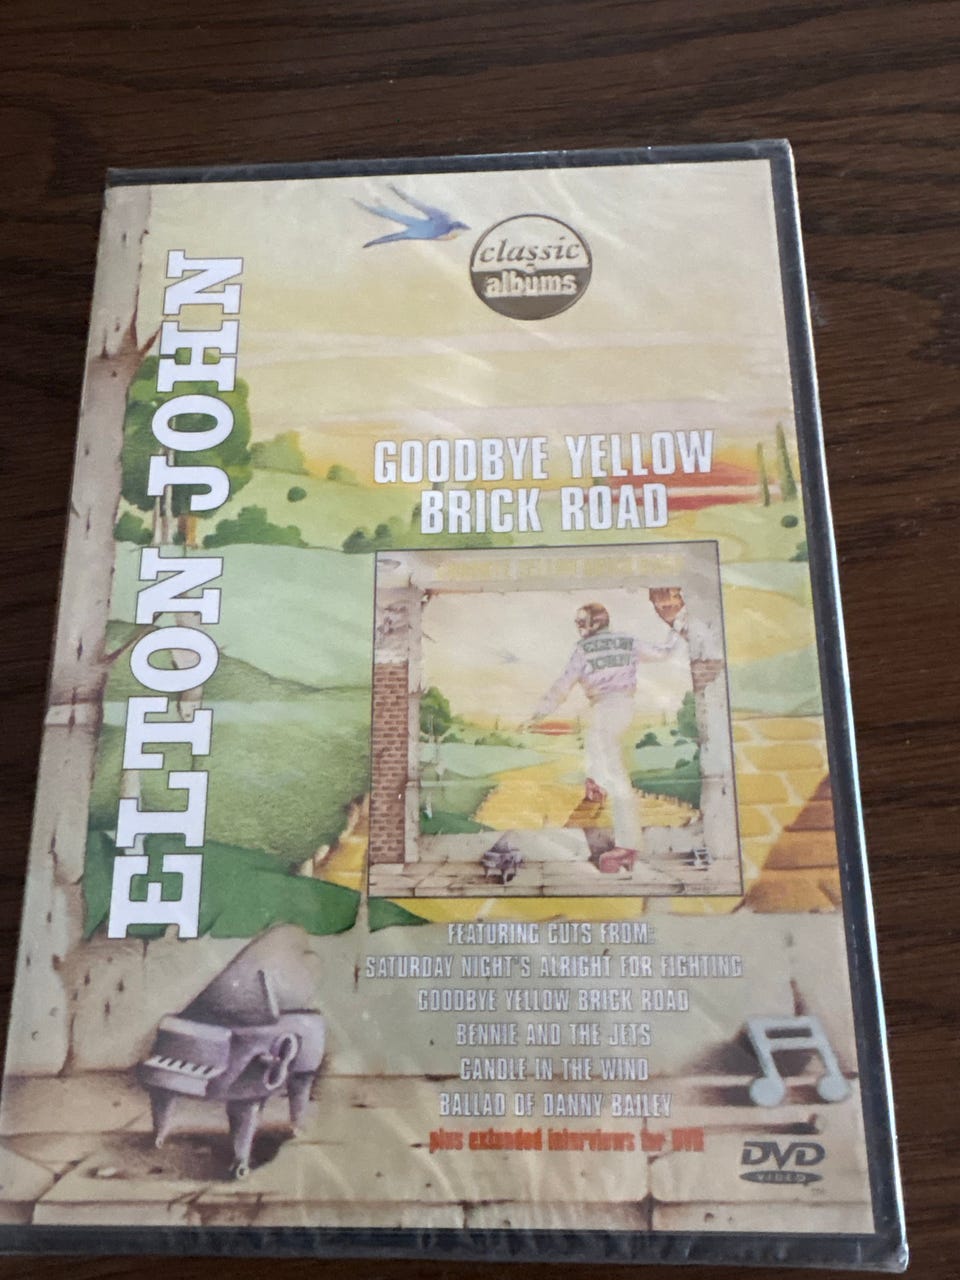 classic
albums
ELTON JOHN
GOODBYE YELLOW
BRICK ROAD
ELTON
JOHN
FEATURING CUTS FROM:
SATURDAY NIGHT'S ALRIGHT FOR FIGHTING
GOODBYE YELLOW BRICK ROAD
BENNIE AND THE JETS
CANDLE IN THE WIND
BALLAD OF DANNY BAILEY
plus extended interviews for DVD
DVD
VIDEO